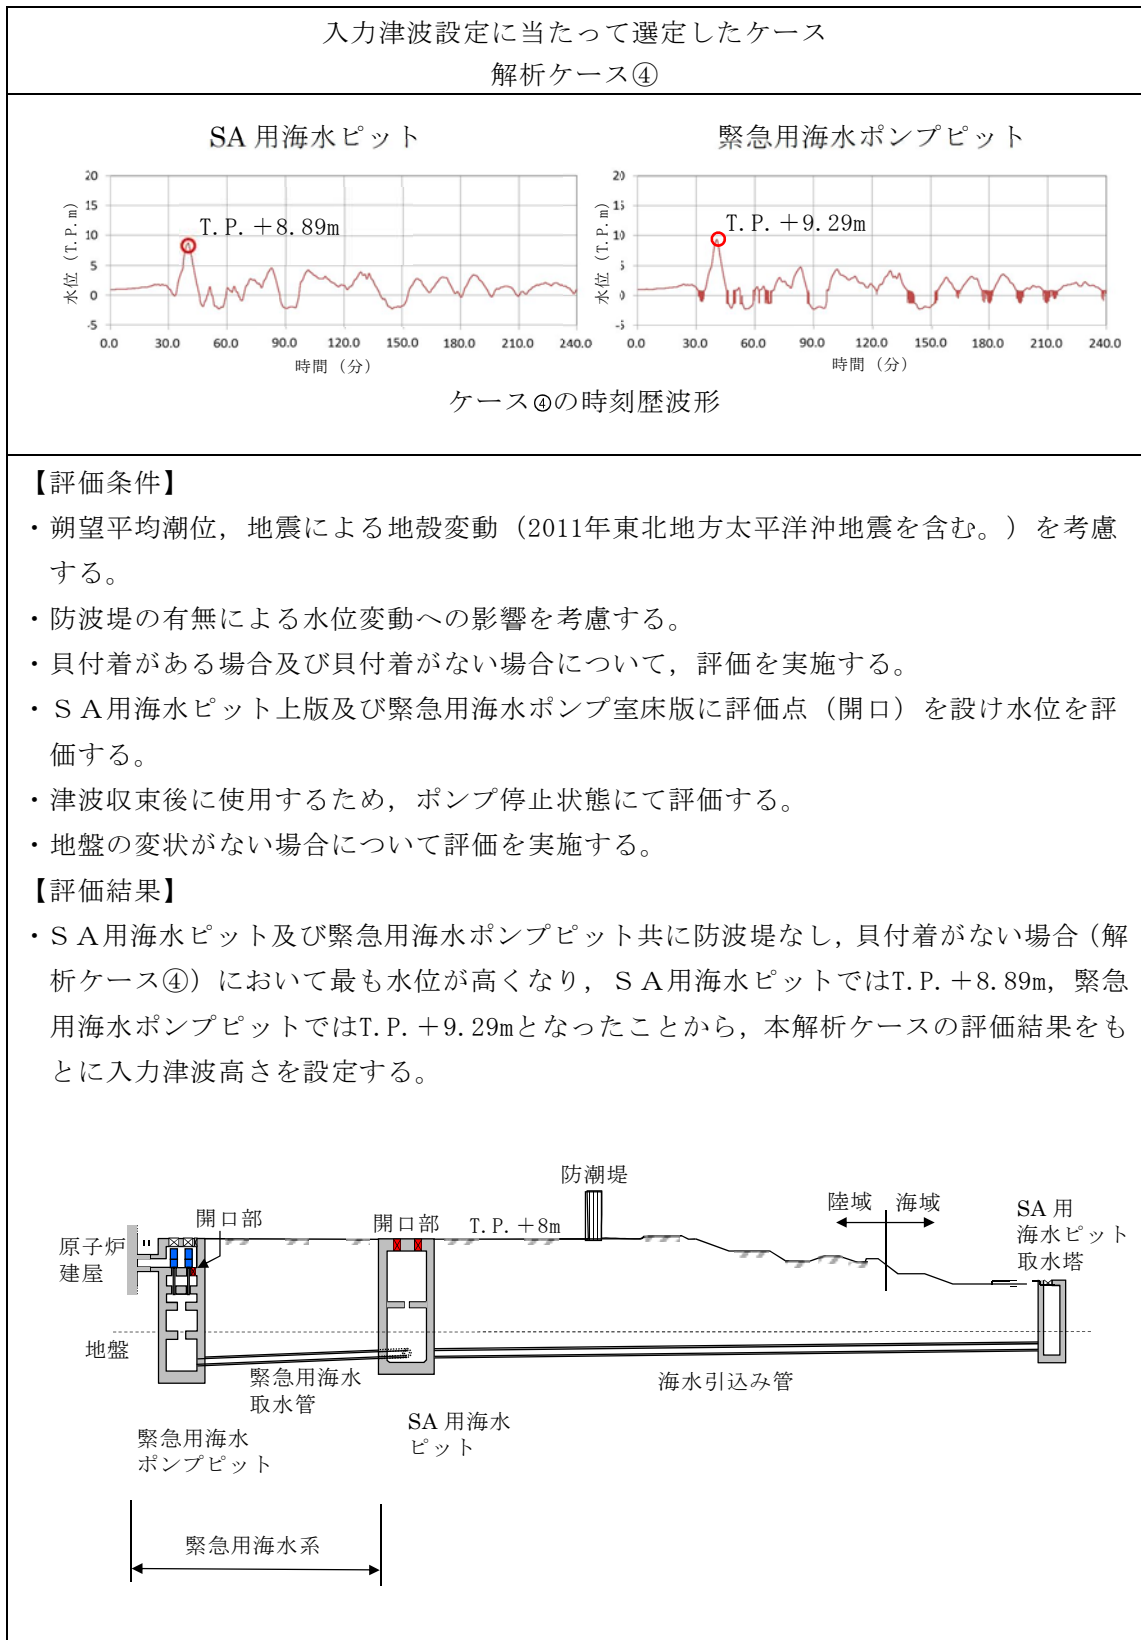 入力津波設定に当たって選定したケース
解析ケース④
SA 用海水ピット
緊急用海水ポンプピット
20
15
10
5
0
-5
水位（T.P.m）
T.P.＋8.89m
0.0 30.0 60.0 90.0 120.0 150.0 180.0 210.0 240.0
時間（分）
20
15
10
5
0
-5
水位（T.P.m）
T.P.＋9.29m
0.0 30.0 60.0 90.0 120.0 150.0 180.0 210.0 240.0
時間（分）
ケース④の時刻歴波形
【評価条件】
・朔望平均潮位，地震による地殻変動（2011年東北地方太平洋沖地震を含む。）を考慮
する。
・防波堤の有無による水位変動への影響を考慮する。
・貝付着がある場合及び貝付着がない場合について，評価を実施する。
・ＳＡ用海水ピット上版及び緊急用海水ポンプ室床版に評価点（開口）を設け水位を評
価する。
・津波収束後に使用するため，ポンプ停止状態にて評価する。
・地盤の変状がない場合について評価を実施する。
【評価結果】
・ＳＡ用海水ピット及び緊急用海水ポンプピット共に防波堤なし，貝付着がない場合（解
析ケース④）において最も水位が高くなり，ＳＡ用海水ピットではT.P.＋8.89m，緊急
用海水ポンプピットではT.P.＋9.29mとなったことから，本解析ケースの評価結果をも
とに入力津波高さを設定する。
防潮堤
陸域 海域
SA 用
海水ピット
取水塔
開口部
開口部
T.P.＋8m
原子炉
建屋
地盤
緊急用海水
取水管
海水引込み管
SA 用海水
ピット
緊急用海水
ポンプピット
緊急用海水系